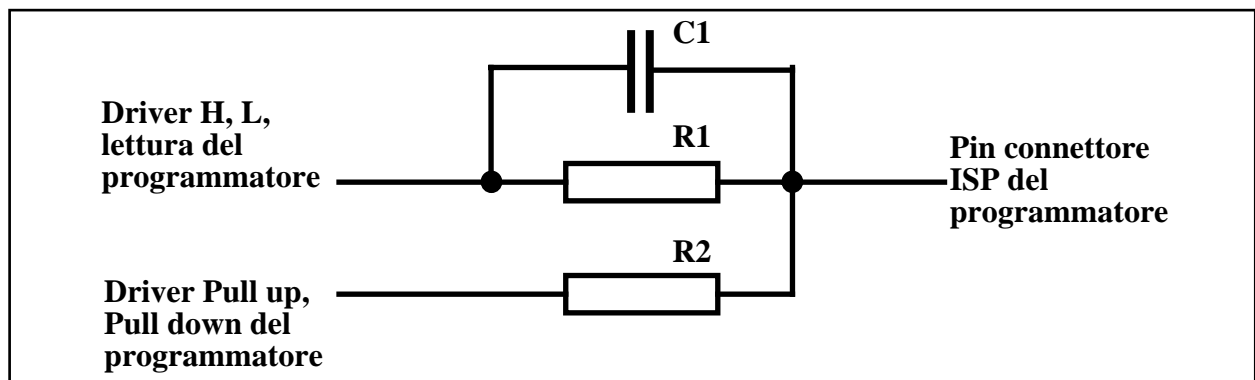 C1
Driver H, L,
lettura del
programmatore
R1
Pin connettore
ISP del
programmatore
R2
Driver Pull up,
Pull down del
programmatore